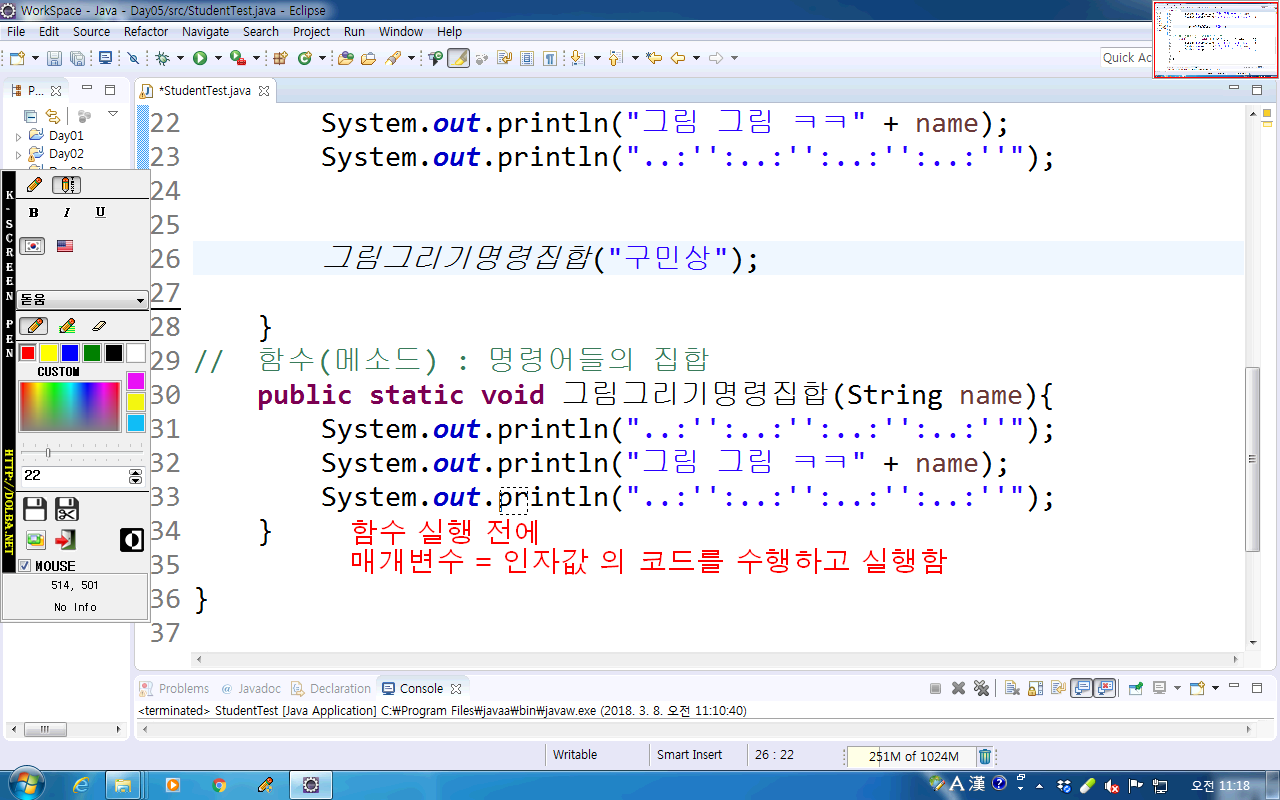 WorkSpace - Java - Day05/src/StudentTest.java - Eclipse
File Edit Source Refactor Navigate Search Project Run Window Help
Quick Ac
P...
*StudentTest.java
Day01
Day02
22 System.out.println("그림 그림 ㅋㅋ" + name);
23 System.out.println("..:'':..:'':..:'':..:''");
24
25
26 그림그리기명령집합("구민상");
27
28 }
29 // 함수(메소드) : 명령어들의 집합
30 public static void 그림그리기명령집합(String name){
31 System.out.println("..:'':..:'':..:'':..:''");
32 System.out.println("그림 그림 ㅋㅋ" + name);
33 System.out.println("..:'':..:'':..:'':..:''");
34 } 함수 실행 전에
35 매개변수 = 인자값 의 코드를 수행하고 실행함
36 }
37
K-SCREEN PEN
HTTP://DOLBA.NET
B I U
돋움
CUSTOM
22
MOUSE
514, 501
No Info
Problems @ Javadoc Declaration Console
<terminated> StudentTest [Java Application] C:₩Program Files₩javaa₩bin₩javaw.exe (2018. 3. 8. 오전 11:10:40)
Writable Smart Insert 26 : 22 251M of 1024M
A 漢 오전 11:18